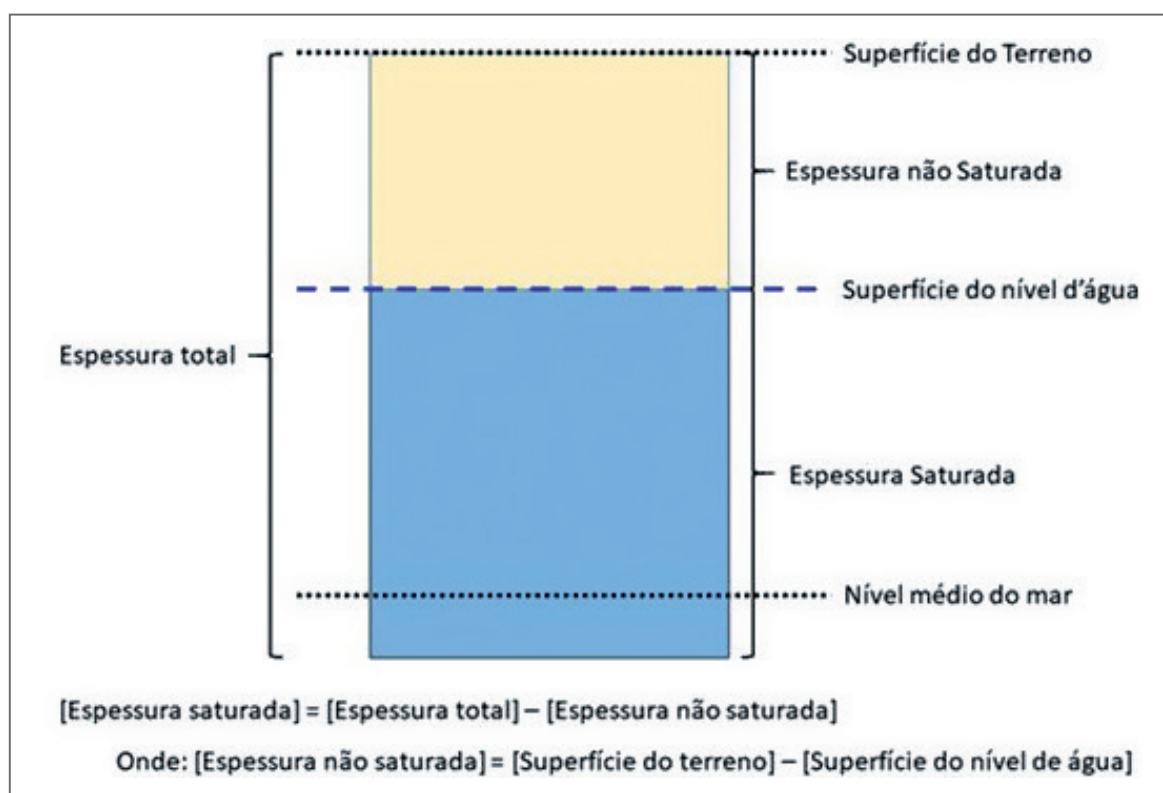 Superfície do Terreno
Espessura não Saturada
Superfície do nível d'água
Espessura total
Espessura Saturada
Nível médio do mar
[Espessura saturada] = [Espessura total] – [Espessura não saturada]
Onde: [Espessura não saturada] = [Superfície do terreno] – [Superfície do nível de água]